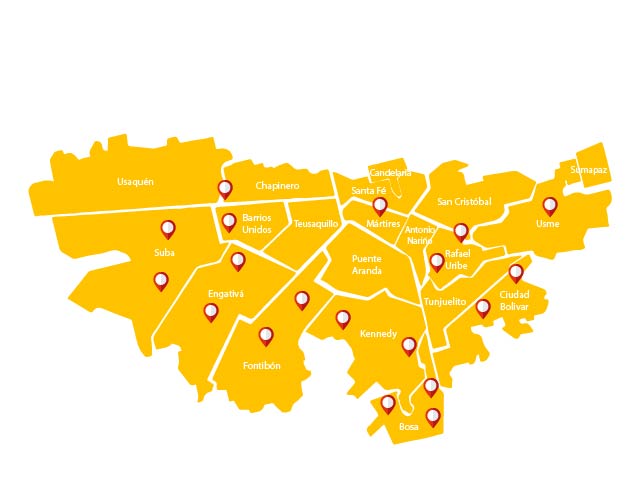 Usaquén
Chapinero
Candelaria
Santa Fé
Sumapaz
San Cristóbal
Barrios
Unidos
Teusaquillo
Mártires
Antonio
Nariño
Usme
Suba
Rafael
Uribe
Puente
Aranda
Engativá
Tunjuelito
Ciudad
Bolivar
Kennedy
Fontibón
Bosa